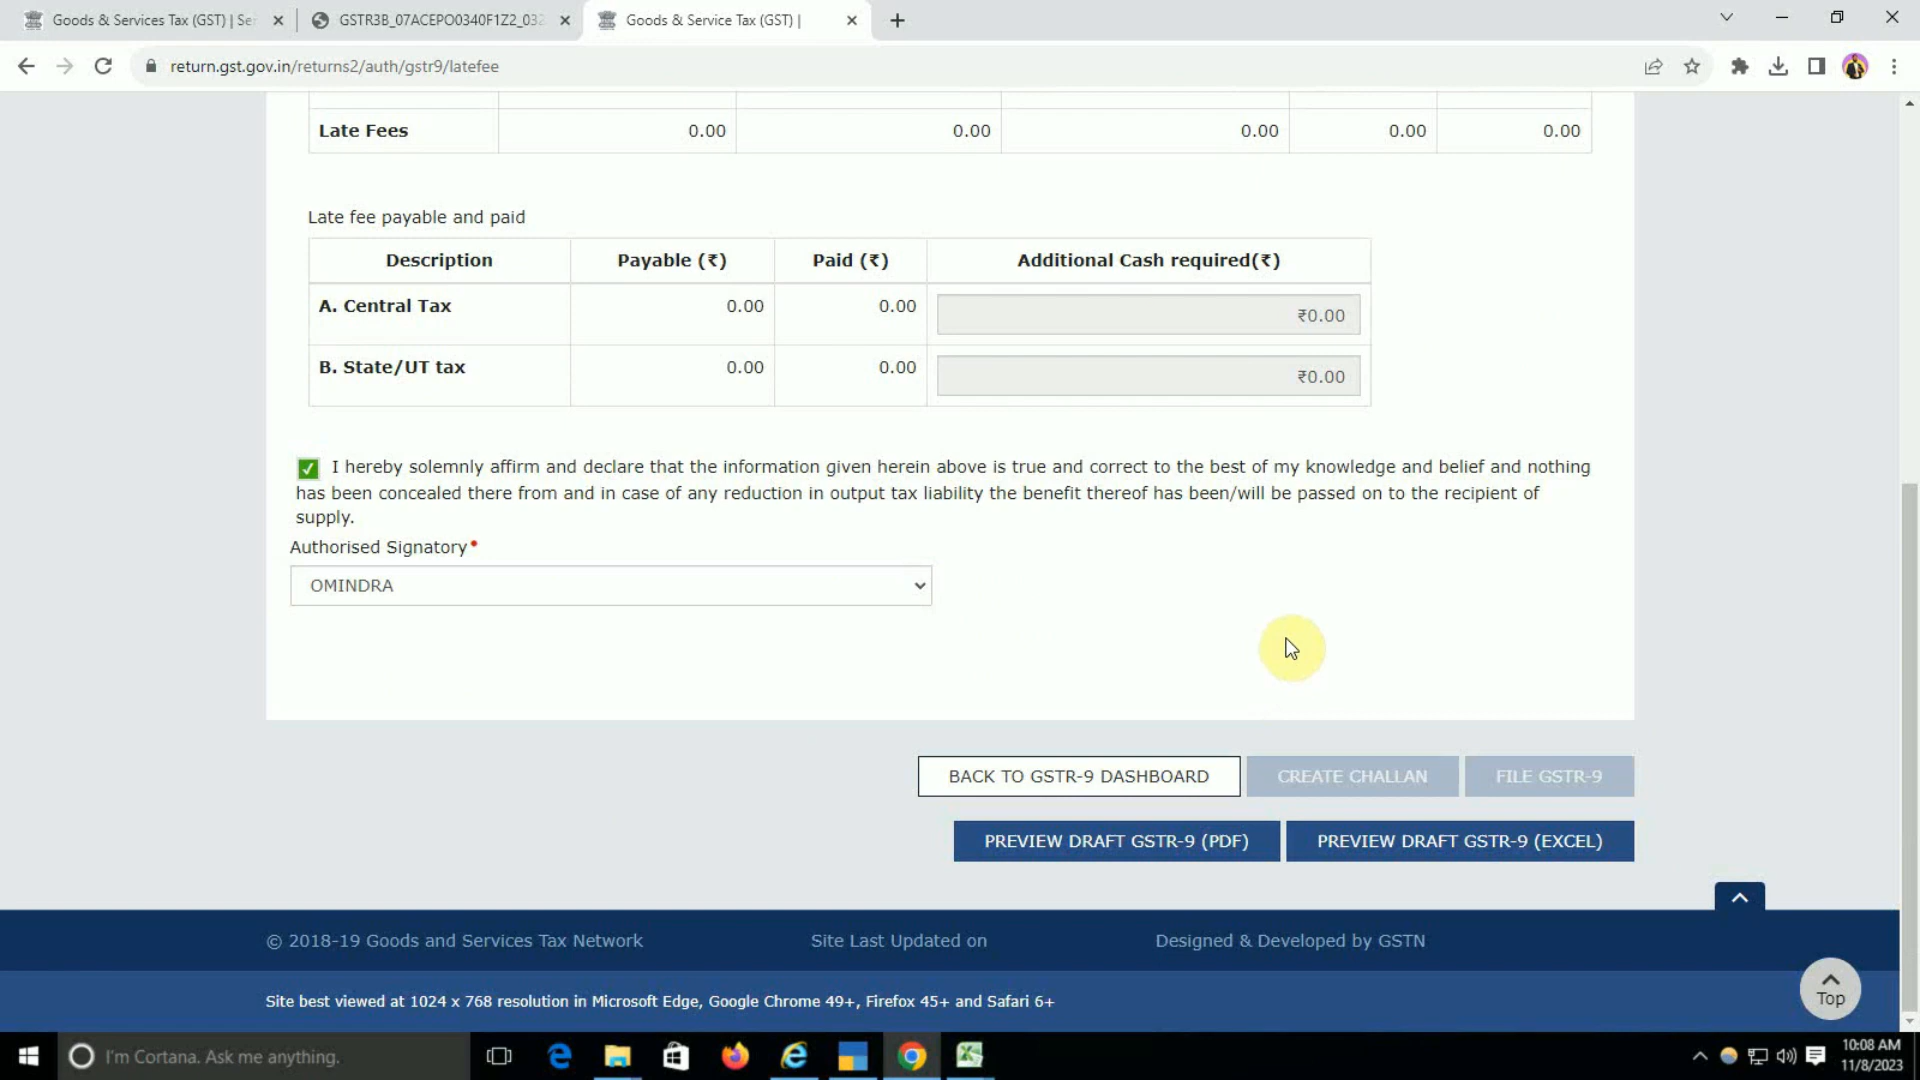 Goods & Services Tax (GST) | Se
GSTR3B_07ACEPO0340F1Z2_032
Goods & Service Tax (GST) |
return.gst.gov.in/returns2/auth/gstr9/latefee
Late Fees 0.00 0.00 0.00 0.00 0.00
Late fee payable and paid
Description Payable (₹) Paid (₹) Additional Cash required(₹)
A. Central Tax 0.00 0.00 ₹0.00
B. State/UT tax 0.00 0.00 ₹0.00
I hereby solemnly affirm and declare that the information given herein above is true and correct to the best of my knowledge and belief and nothing
has been concealed there from and in case of any reduction in output tax liability the benefit thereof has been/will be passed on to the recipient of
supply.
Authorised Signatory•
OMINDRA
BACK TO GSTR-9 DASHBOARD CREATE CHALLAN FILE GSTR-9
PREVIEW DRAFT GSTR-9 (PDF) PREVIEW DRAFT GSTR-9 (EXCEL)
© 2018-19 Goods and Services Tax Network Site Last Updated on Designed & Developed by GSTN
Top
Site best viewed at 1024 x 768 resolution in Microsoft Edge, Google Chrome 49+, Firefox 45+ and Safari 6+
I'm Cortana. Ask me anything.
10:08 AM
11/8/2023